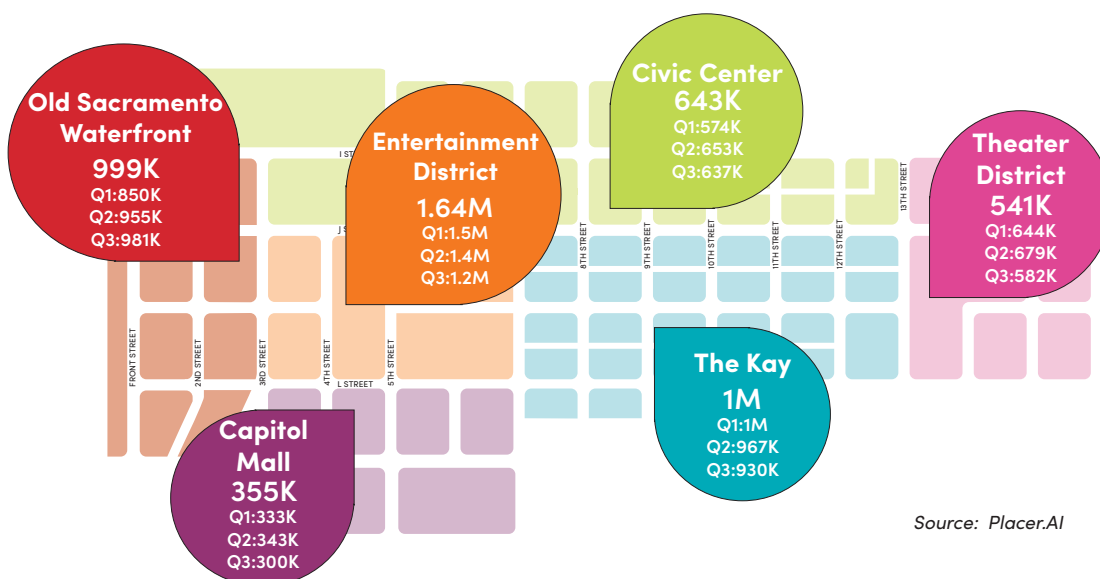 Old Sacramento
Waterfront
999K
Q1:850K
Q2:955K
Q3:981K
Entertainment
District
1.64M
Q1:1.5M
Q2:1.4M
Q3:1.2M
Civic Center
643K
Q1:574K
Q2:653K
Q3:637K
Theater
District
541K
Q1:644K
Q2:679K
Q3:582K
I ST
J S
8TH STREET
9TH STREET
10TH STREET
11TH STREET
12TH STREET
13TH STREET
FRONT STREET
2ND STREET
3RD STREET
4TH STREET
5TH STREET
L STREET
The Kay
1M
Q1:1M
Q2:967K
Q3:930K
Capitol
Mall
355K
Q1:333K
Q2:343K
Q3:300K
Source: Placer.AI